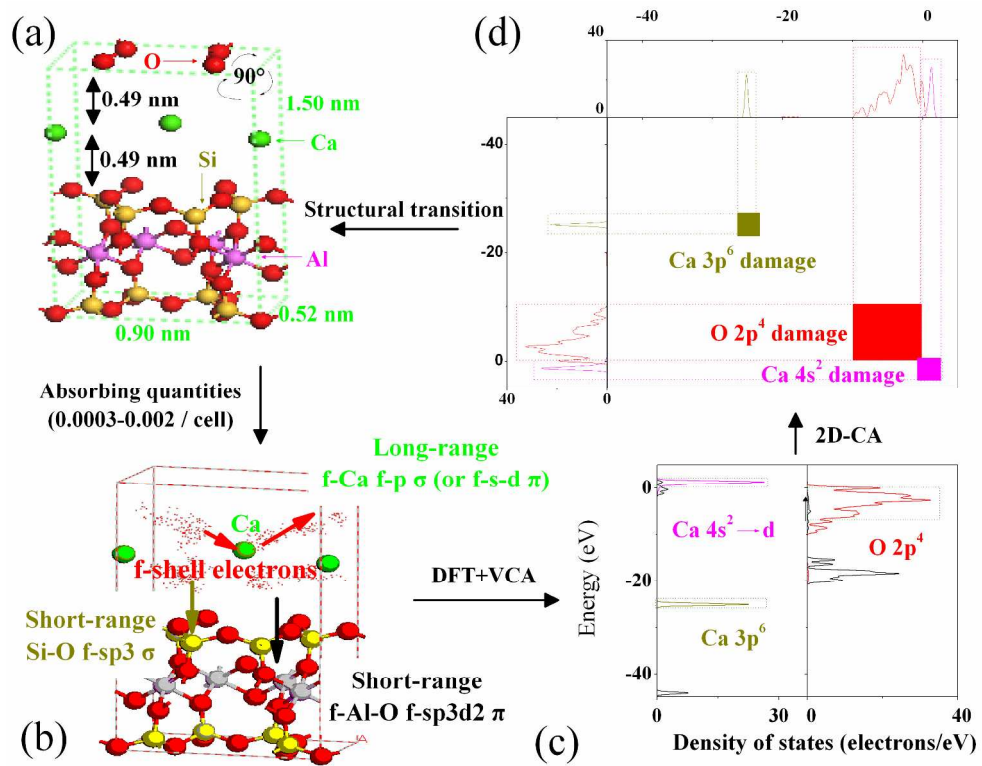 (a)
O
90°
0.49 nm
1.50 nm
Ca
0.49 nm
Si
Al
0.52 nm
0.90 nm
Structural transition
(d)
-40
-20
0
0
-40
-20
0
40
0
Ca 3p⁶ damage
O 2p⁴ damage
Ca 4s² damage
Absorbing quantities
(0.0003-0.002 / cell)
Long-range
f-Ca f-p σ (or f-s-d π)
Ca
f-shell electrons
Short-range
Si-O f-sp3 σ
Short-range
f-Al-O f-sp3d2 π
(b)
DFT+VCA
2D-CA
(c)
Energy (eV)
0
-20
-40
Ca 4s² → d
Ca 3p⁶
O 2p⁴
0
30
0
40
Density of states (electrons/eV)